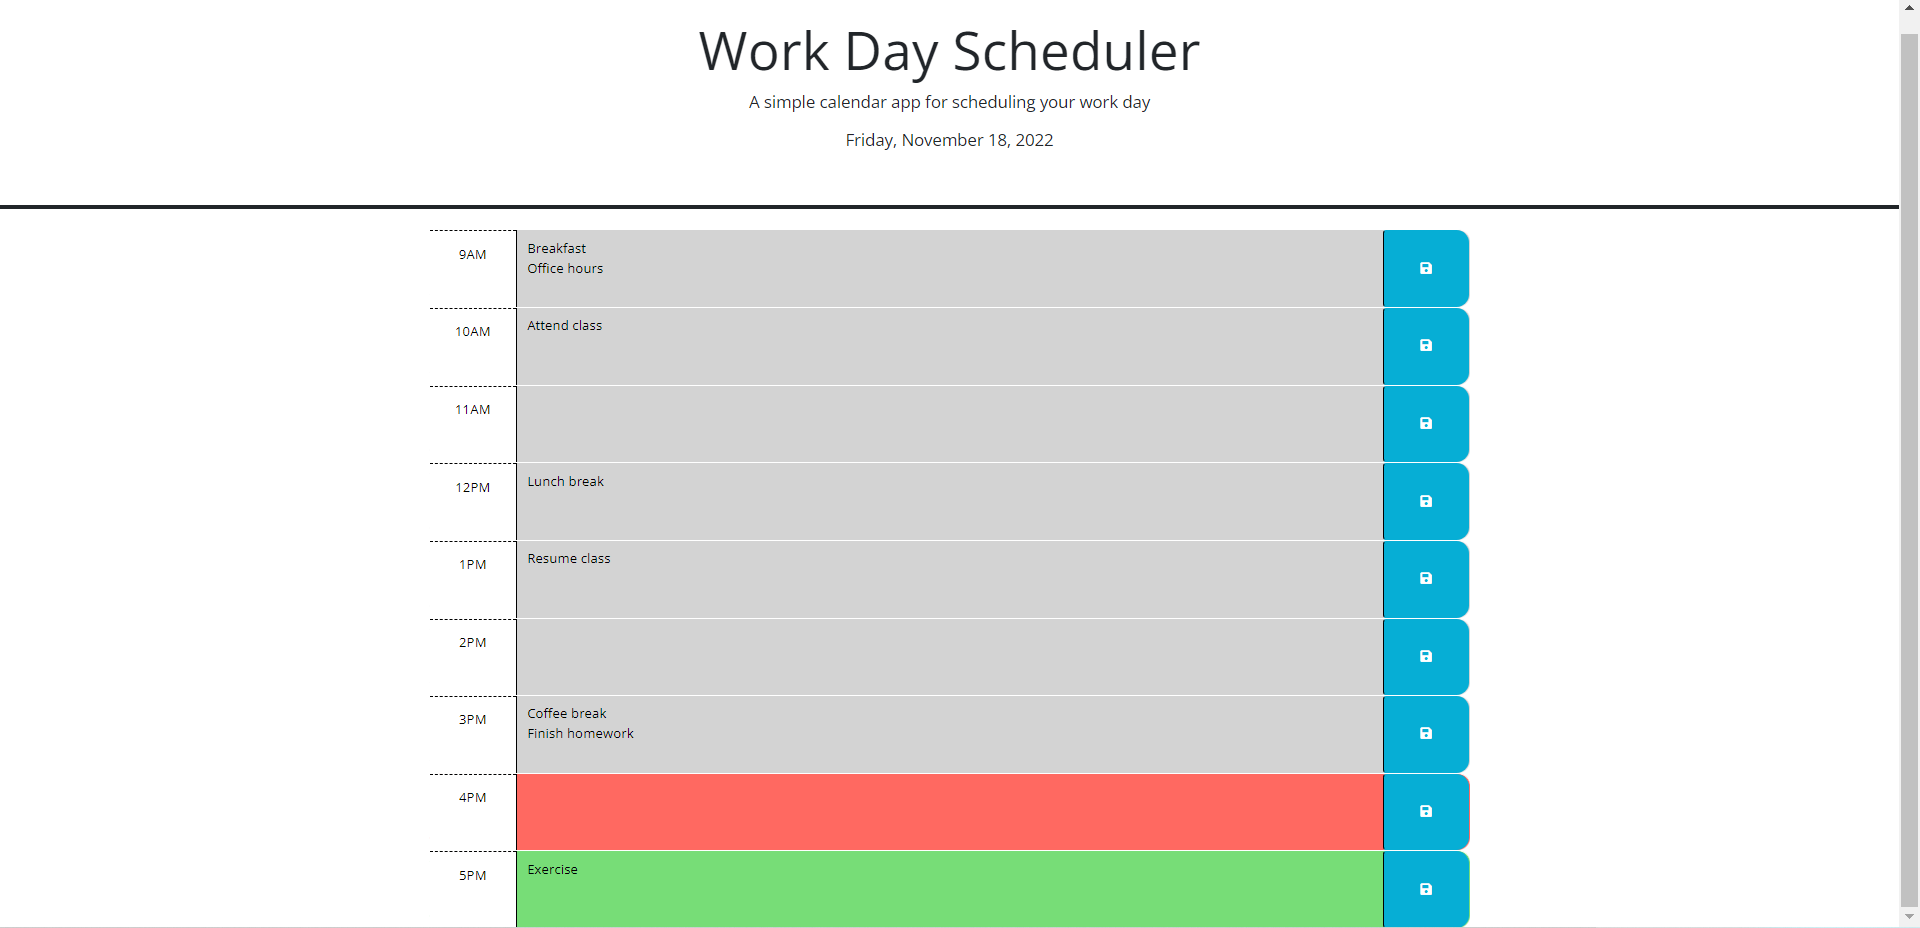 Work Day Scheduler
A simple calendar app for scheduling your work day
Friday, November 18, 2022
9AM
Breakfast
Office hours
10AM
Attend class
11AM
12PM
Lunch break
1PM
Resume class
2PM
3PM
Coffee break
Finish homework
4PM
5PM
Exercise